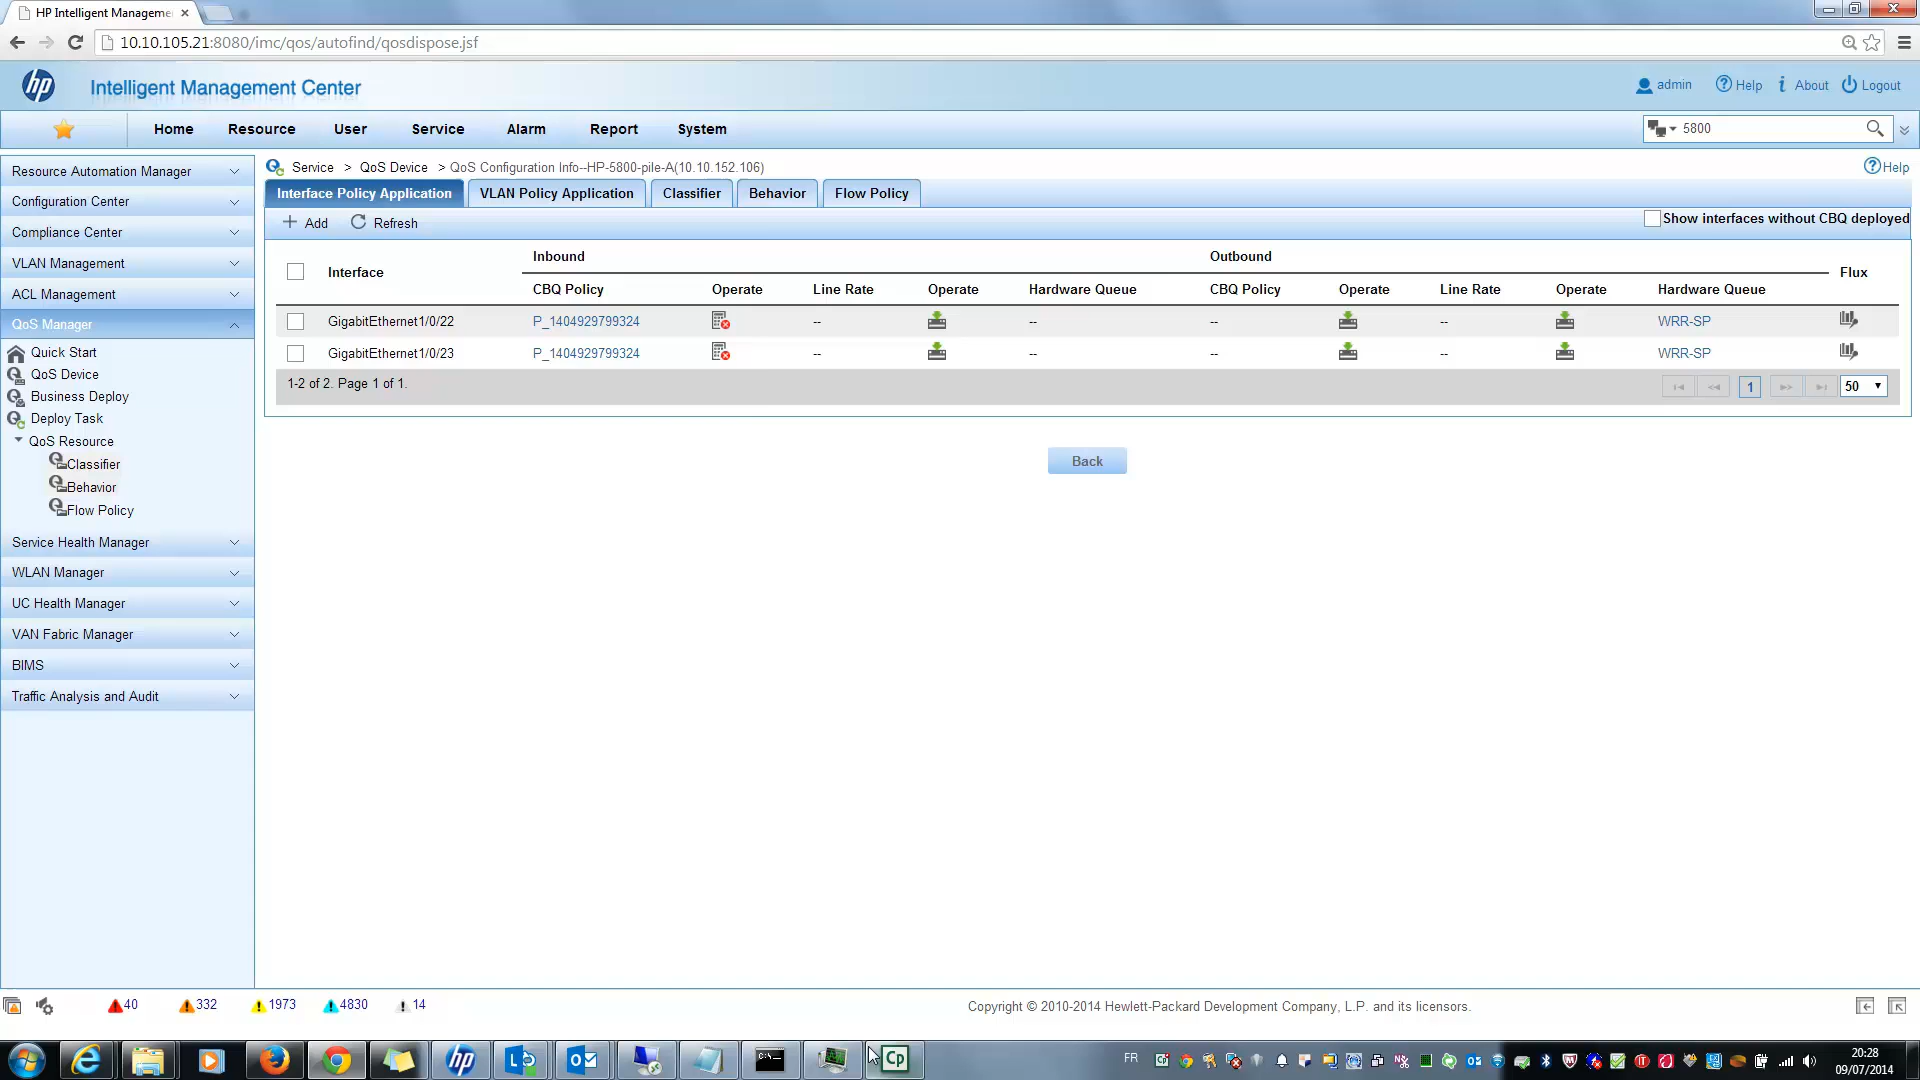 HP Intelligent Manageme
10.10.105.21:8080/imc/qos/autofind/qosdispose.jsf
hp Intelligent Management Center
admin Help About Logout
Home Resource User Service Alarm Report System
5800
Service > QoS Device > QoS Configuration Info--HP-5800-pile-A(10.10.152.106)
Help
Resource Automation Manager
Configuration Center
Compliance Center
VLAN Management
ACL Management
QoS Manager
Quick Start
QoS Device
Business Deploy
Deploy Task
QoS Resource
Classifier
Behavior
Flow Policy
Service Health Manager
WLAN Manager
UC Health Manager
VAN Fabric Manager
BIMS
Traffic Analysis and Audit
Interface Policy Application VLAN Policy Application Classifier Behavior Flow Policy
Add Refresh
Show interfaces without CBQ deployed
Interface Inbound Outbound Flux
CBQ Policy Operate Line Rate Operate Hardware Queue CBQ Policy Operate Line Rate Operate Hardware Queue
GigabitEthernet1/0/22 P_1404929799324 -- -- -- -- WRR-SP
GigabitEthernet1/0/23 P_1404929799324 -- -- -- -- WRR-SP
1-2 of 2. Page 1 of 1.
1 50
Back
40 332 1973 4830 14
Copyright © 2010-2014 Hewlett-Packard Development Company, L.P. and its licensors.
FR
20:28
09/07/2014